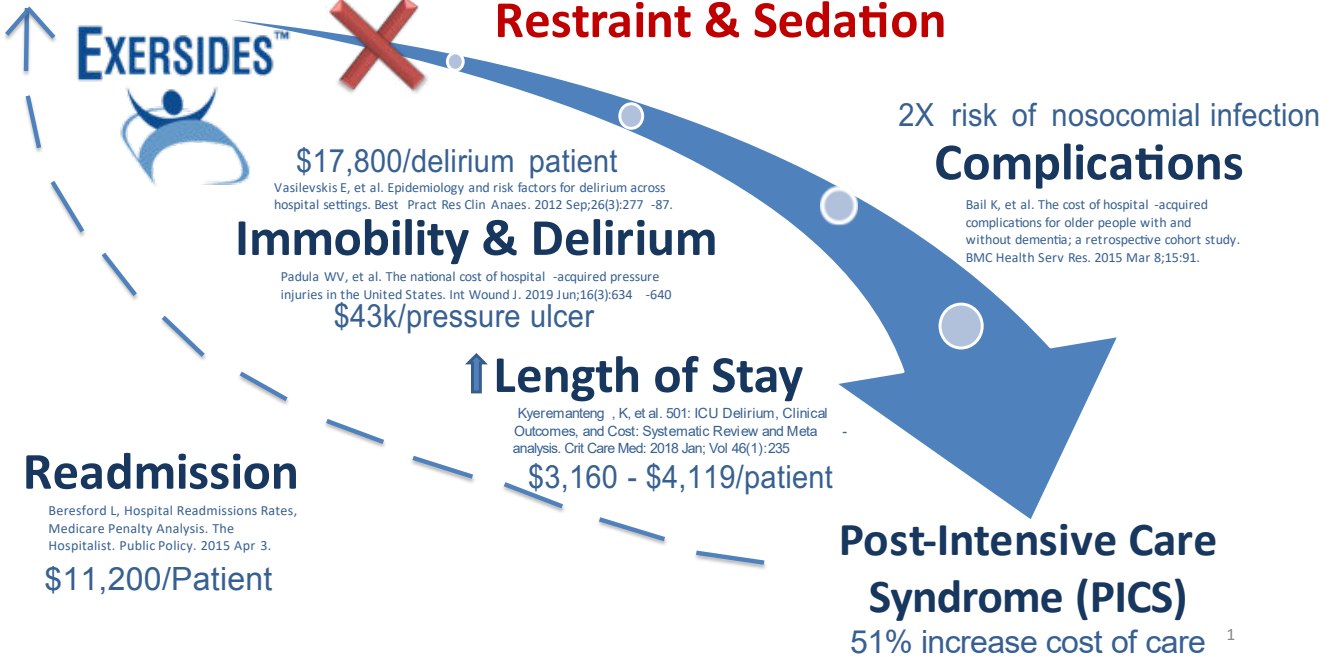 Restraint & Sedation
EXERSIDES™
2X risk of nosocomial infection
Complications
Bail K, et al. The cost of hospital -acquired
complications for older people with and
without dementia; a retrospective cohort study.
BMC Health Serv Res. 2015 Mar 8;15:91.
$17,800/delirium patient
Vasilevskis E, et al. Epidemiology and risk factors for delirium across
hospital settings. Best Pract Res Clin Anaes. 2012 Sep;26(3):277 -87.
Immobility & Delirium
Padula WV, et al. The national cost of hospital -acquired pressure
injuries in the United States. Int Wound J. 2019 Jun;16(3):634 -640
$43k/pressure ulcer
Length of Stay
Kyeremanteng , K, et al. 501: ICU Delirium, Clinical
Outcomes, and Cost: Systematic Review and Meta -
analysis. Crit Care Med: 2018 Jan; Vol 46(1):235
$3,160 - $4,119/patient
Readmission
Beresford L, Hospital Readmissions Rates,
Medicare Penalty Analysis. The
Hospitalist. Public Policy. 2015 Apr 3.
$11,200/Patient
Post-Intensive Care
Syndrome (PICS)
51% increase cost of care
1